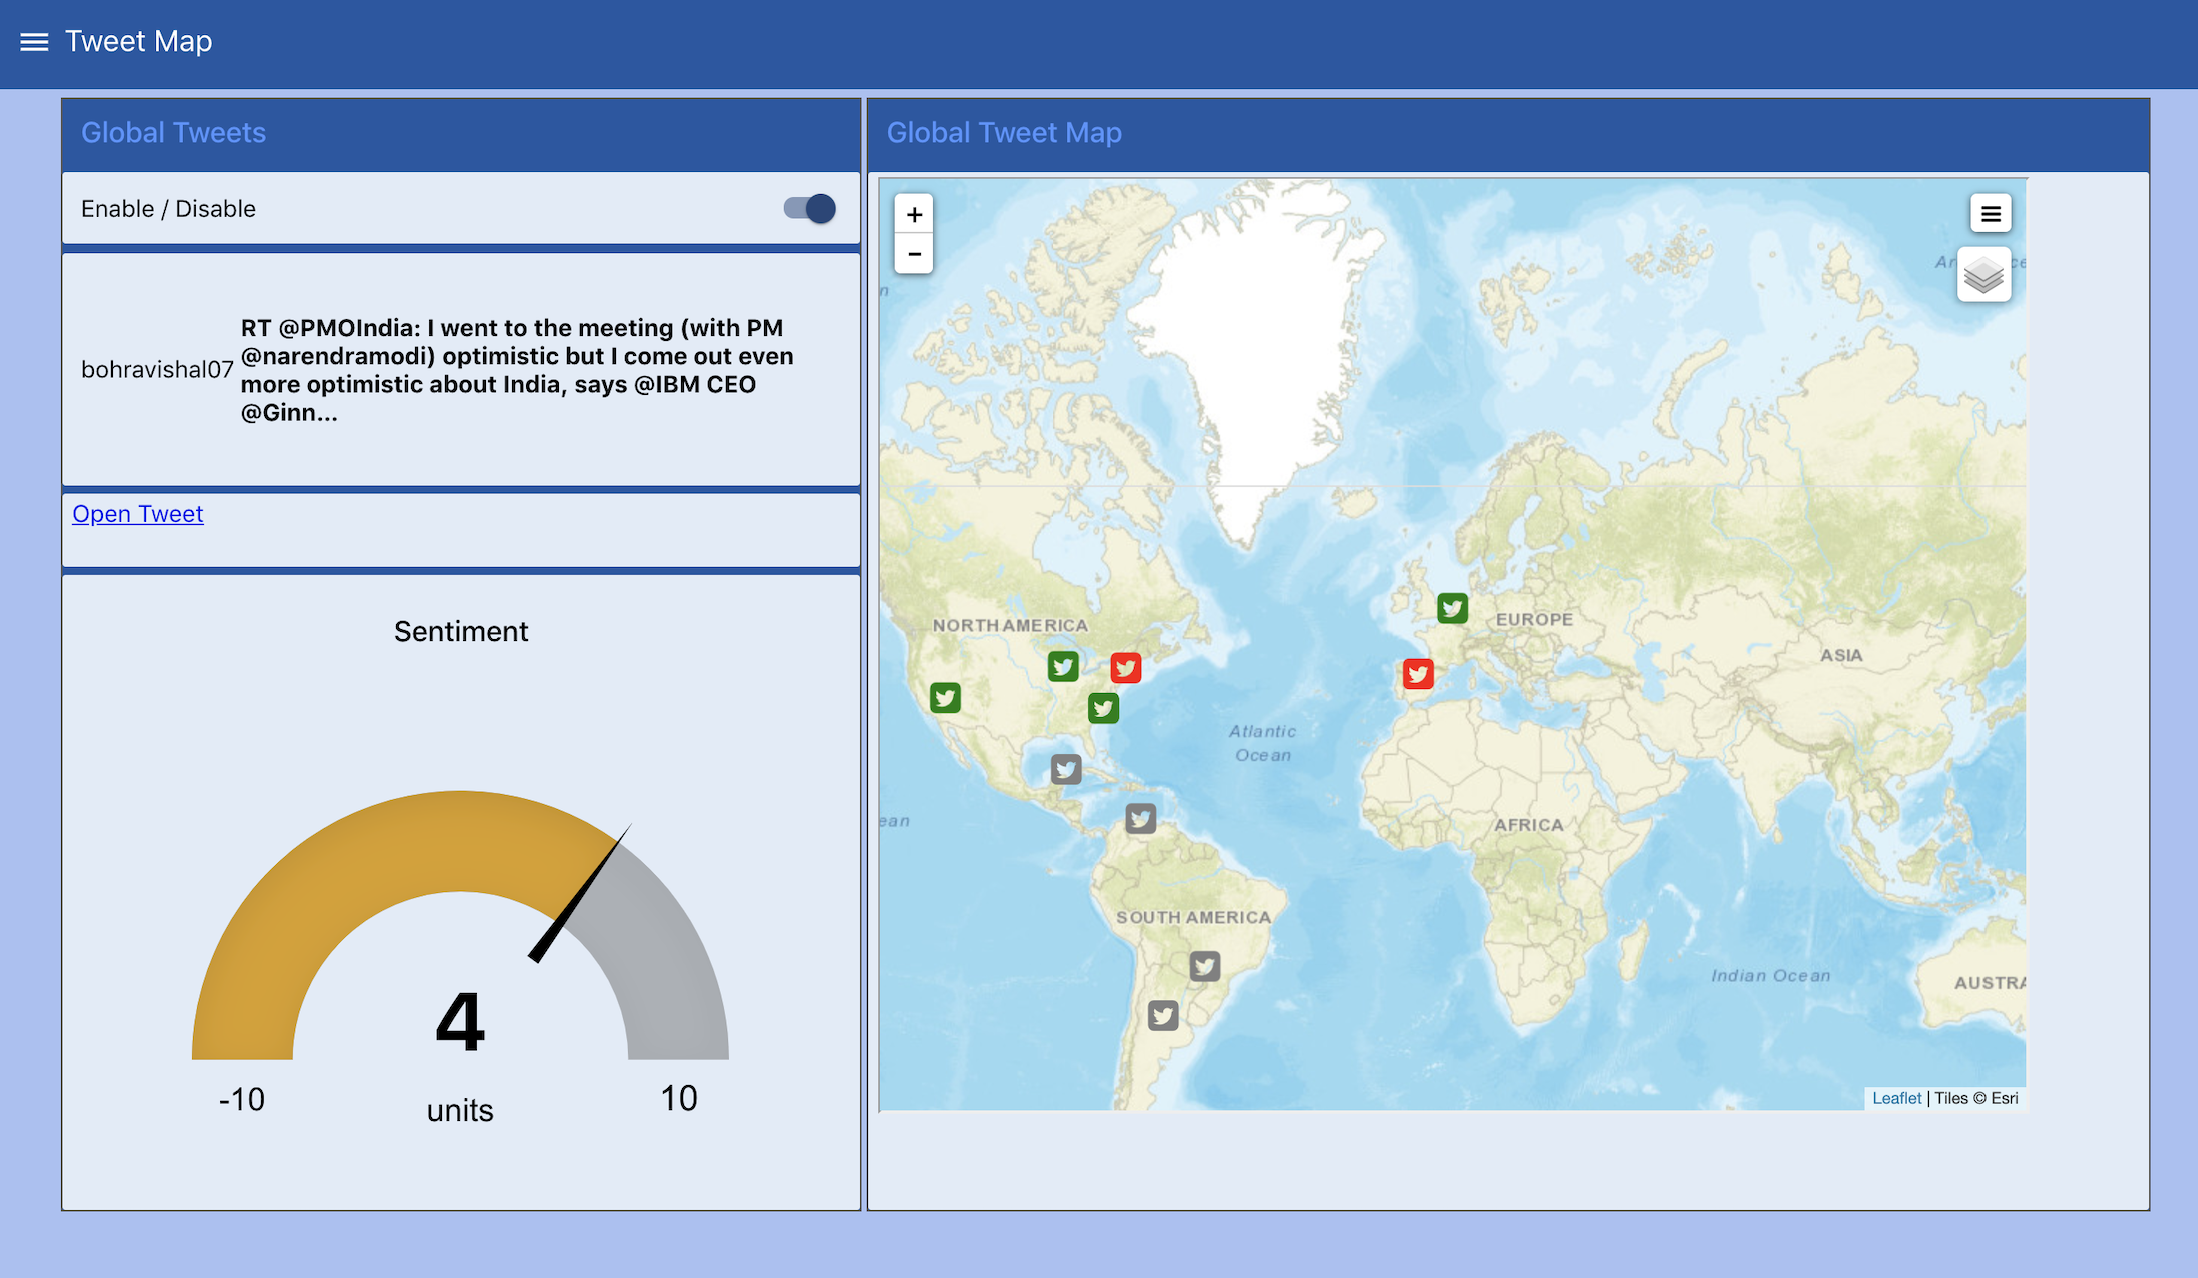 Tweet Map
Global Tweets
Enable / Disable
bohravishal07
RT @PMOIndia: I went to the meeting (with PM
@narendramodi) optimistic but I come out even
more optimistic about India, says @IBM CEO
@Ginn...
Open Tweet
Sentiment
4
-10
units
10
Global Tweet Map
+
-
NORTH AMERICA
EUROPE
ASIA
Atlantic
Ocean
ean
AFRICA
SOUTH AMERICA
Indian Ocean
AUSTRA
Leaflet | Tiles © Esri